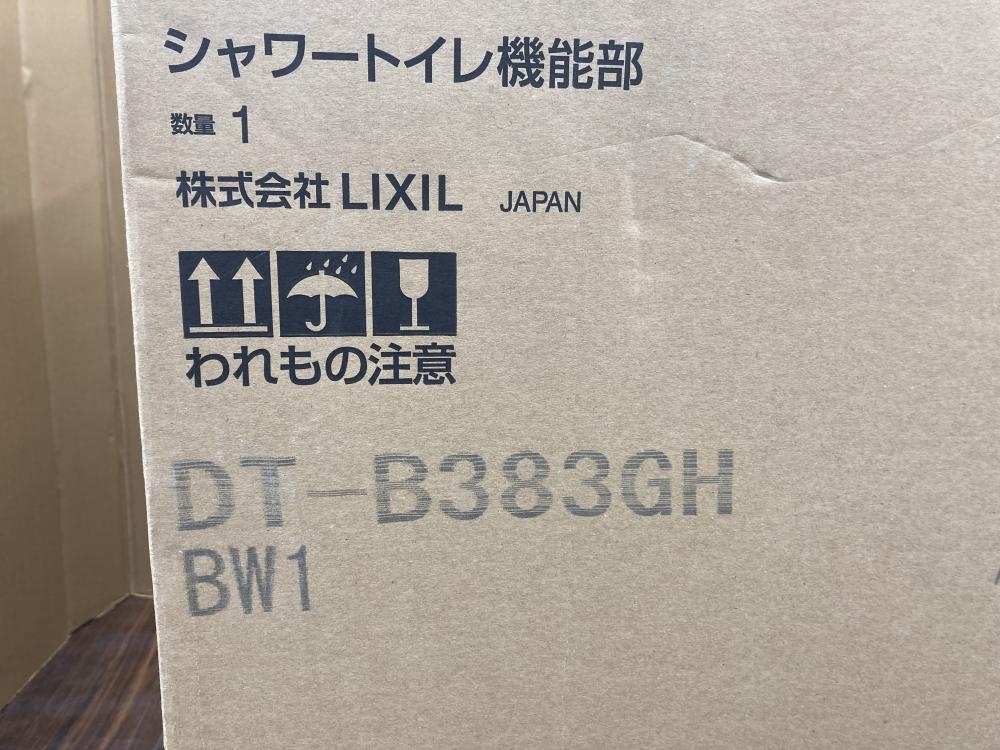 シャワートイレ機能部
数量 1
株式会社 LIXIL JAPAN
われもの注意
DT-B383GH
BW1